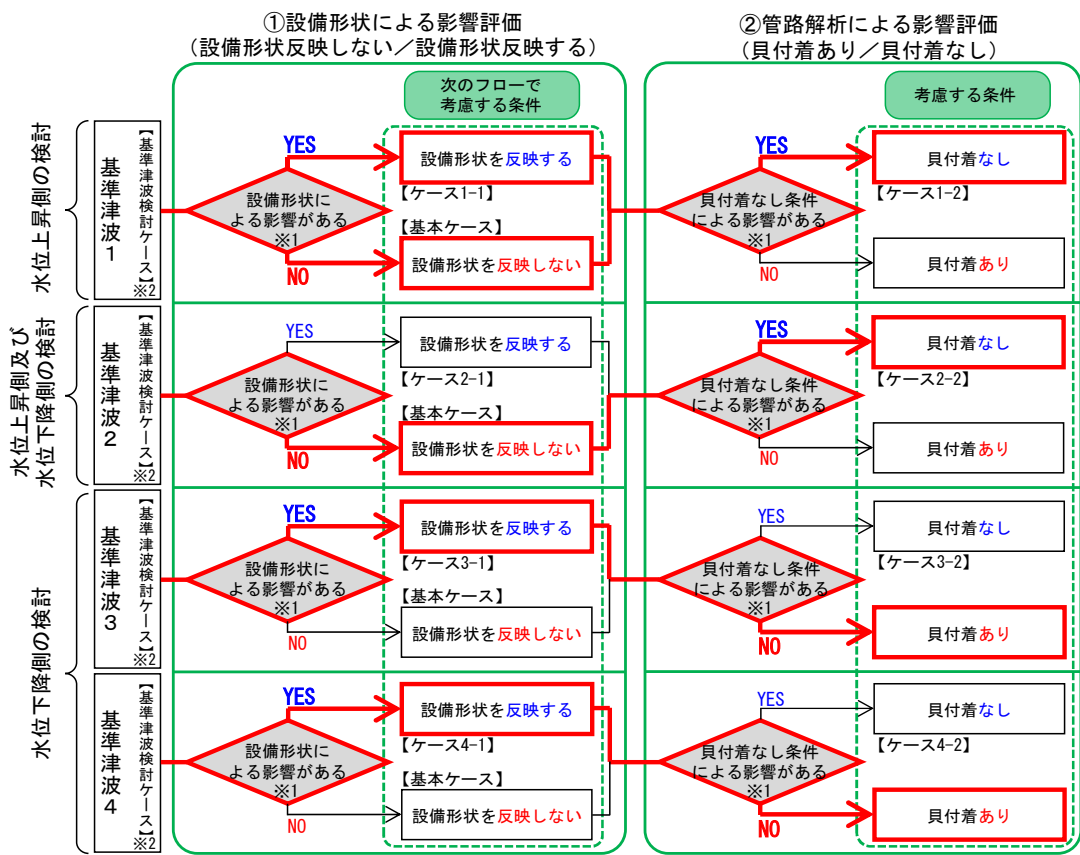 ①設備形状による影響評価
(設備形状反映しない／設備形状反映する)
②管路解析による影響評価
(貝付着あり／貝付着なし)
次のフローで
考慮する条件
考慮する条件
水位上昇側の検討
基準津波1
【基準津波検討ケース】※2
設備形状に
よる影響がある
※1
YES
設備形状を反映する
【ケース1-1】
【基本ケース】
NO
設備形状を反映しない
貝付着なし条件
による影響がある
※1
YES
貝付着なし
【ケース1-2】
NO
貝付着あり
水位上昇側及び
水位下降側の検討
基準津波2
【基準津波検討ケース】※2
設備形状に
よる影響がある
※1
YES
設備形状を反映する
【ケース2-1】
【基本ケース】
NO
設備形状を反映しない
貝付着なし条件
による影響がある
※1
YES
貝付着なし
【ケース2-2】
NO
貝付着あり
水位下降側の検討
基準津波3
【基準津波検討ケース】※2
設備形状に
よる影響がある
※1
YES
設備形状を反映する
【ケース3-1】
【基本ケース】
NO
設備形状を反映しない
貝付着なし条件
による影響がある
※1
YES
貝付着なし
【ケース3-2】
NO
貝付着あり
基準津波4
【基準津波検討ケース】※2
設備形状に
よる影響がある
※1
YES
設備形状を反映する
【ケース4-1】
【基本ケース】
NO
設備形状を反映しない
貝付着なし条件
による影響がある
※1
YES
貝付着なし
【ケース4-2】
NO
貝付着あり